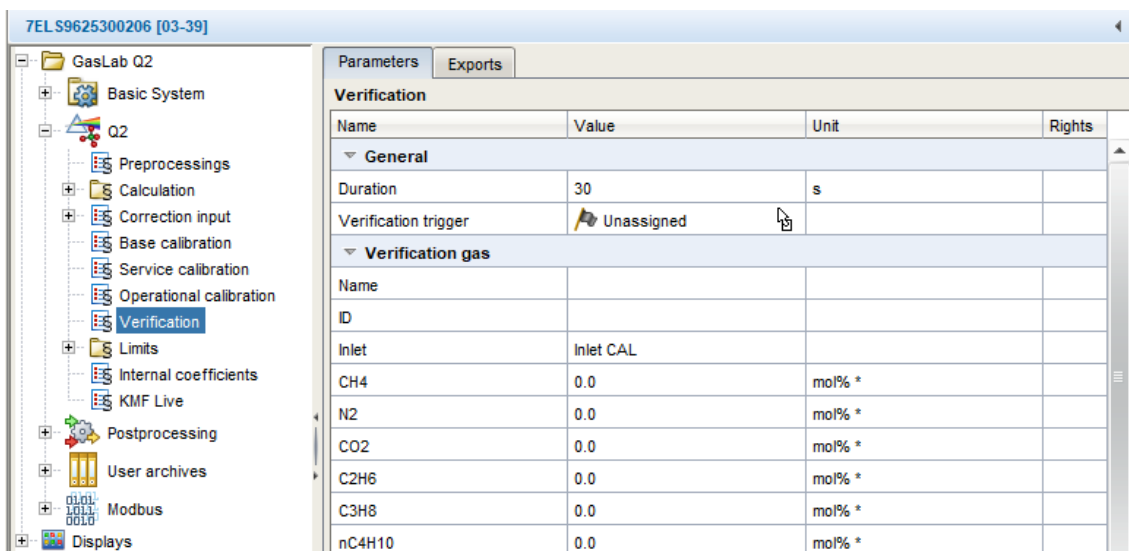 7ELS9625300206 [03-39]
GasLab Q2
Basic System
Q2
Preprocessings
Calculation
Correction input
Base calibration
Service calibration
Operational calibration
Verification
Limits
Internal coefficients
KMF Live
Postprocessing
User archives
Modbus
Displays
Parameters Exports
Verification
Name Value Unit Rights
General
Duration 30 s
Verification trigger Unassigned
Verification gas
Name
ID
Inlet Inlet CAL
CH4 0.0 mol% *
N2 0.0 mol% *
CO2 0.0 mol% *
C2H6 0.0 mol% *
C3H8 0.0 mol% *
nC4H10 0.0 mol% *